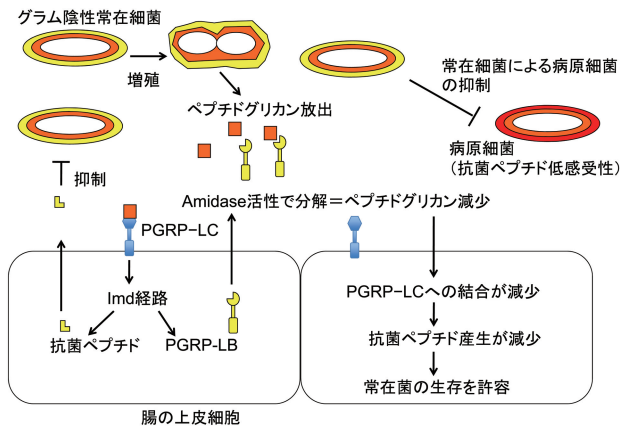 グラム陰性常在細菌
増殖
ペプチドグリカン放出
常在細菌による病原細菌
の抑制
病原細菌
(抗菌ペプチド低感受性)
抑制
Amidase活性で分解=ペプチドグリカン減少
PGRP-LC
Imd経路
抗菌ペプチド
PGRP-LB
PGRP-LCへの結合が減少
抗菌ペプチド産生が減少
常在菌の生存を許容
腸の上皮細胞